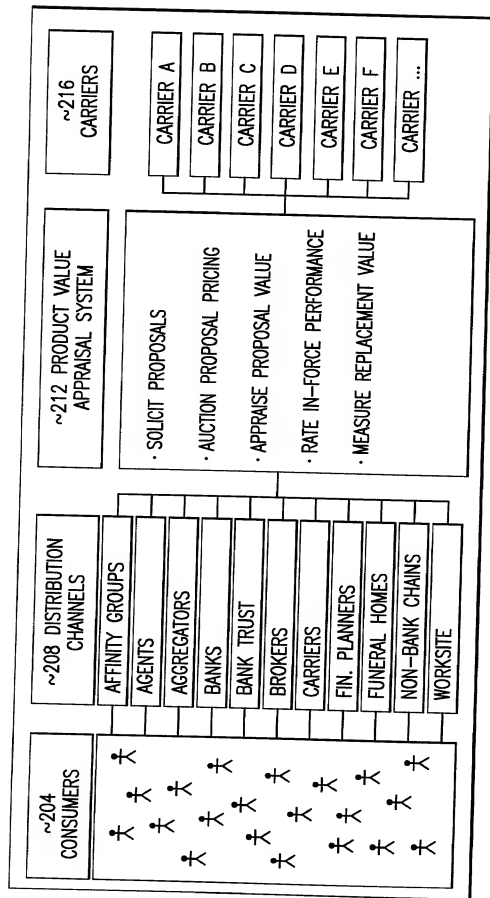 ~204
CONSUMERS
~208 DISTRIBUTION
CHANNELS
AFFINITY GROUPS
AGENTS
AGGREGATORS
BANKS
BANK TRUST
BROKERS
CARRIERS
FIN. PLANNERS
FUNERAL HOMES
NON-BANK CHAINS
WORKSITE
~212 PRODUCT VALUE
APPRAISAL SYSTEM
· SOLICIT PROPOSALS
· AUCTION PROPOSAL PRICING
· APPRAISE PROPOSAL VALUE
· RATE IN-FORCE PERFORMANCE
· MEASURE REPLACEMENT VALUE
~216
CARRIERS
CARRIER A
CARRIER B
CARRIER C
CARRIER D
CARRIER E
CARRIER F
CARRIER ...